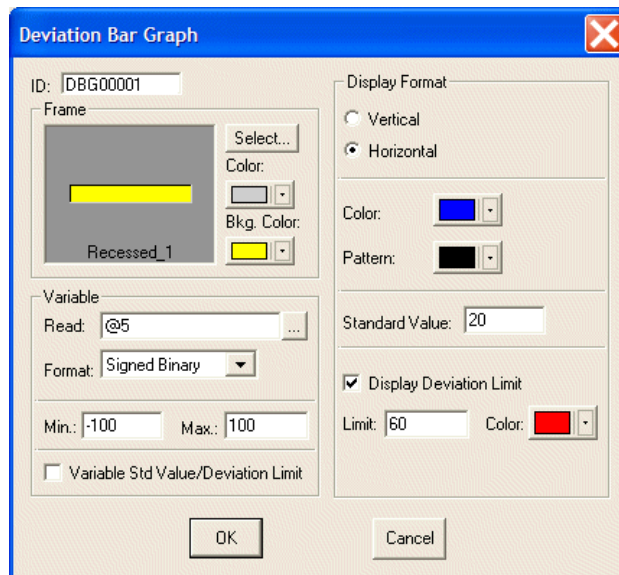 Deviation Bar Graph
ID: DBG00001
Frame
Select...
Color:
Bkg. Color:
Recessed_1
Variable
Read: @5 ...
Format: Signed Binary
Min.: -100 Max.: 100
Variable Std Value/Deviation Limit
Display Format
Vertical
Horizontal
Color:
Pattern:
Standard Value: 20
Display Deviation Limit
Limit: 60 Color:
OK Cancel